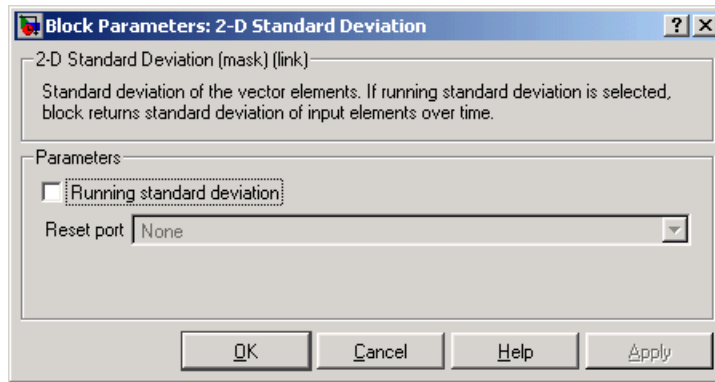 Block Parameters: 2-D Standard Deviation
2-D Standard Deviation (mask) (link)
Standard deviation of the vector elements. If running standard deviation is selected,
block returns standard deviation of input elements over time.
Parameters
Running standard deviation
Reset port None
OK Cancel Help Apply